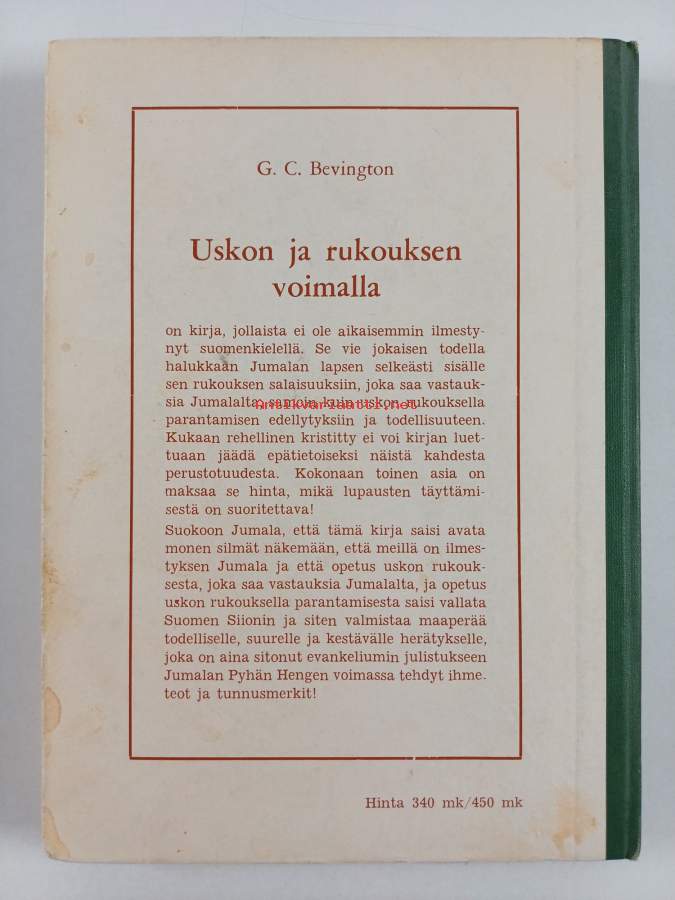 G. C. Bevington
Uskon ja rukouksen
voimalla
on kirja, jollaista ei ole aikaisemmin ilmesty-
nyt suomenkielellä. Se vie jokaisen todella
halukkaan Jumalan lapsen selkeästi sisälle
sen rukouksen salaisuuksiin, joka saa vastauk-
sia Jumalalta, samoin kuin uskon rukouksella
antikvariaatti.net
parantamisen edellytyksiin ja todellisuuteen.
Kukaan rehellinen kristitty ei voi kirjan luet-
tuaan jäädä epätietoiseksi näistä kahdesta
perustotuudesta. Kokonaan toinen asia on
maksaa se hinta, mikä lupausten täyttämi-
sestä on suoritettava!
Suokoon Jumala, että tämä kirja saisi avata
monen silmät näkemään, että meillä on ilmes-
tyksen Jumala ja että opetus uskon rukouk-
sesta, joka saa vastauksia Jumalalta, ja opetus
uskon rukouksella parantamisesta saisi vallata
Suomen Siionin ja siten valmistaa maaperää
todelliselle, suurelle ja kestävälle herätykselle,
joka on aina sitonut evankeliumin julistukseen
Jumalan Pyhän Hengen voimassa tehdyt ihme.
teot ja tunnusmerkit!
Hinta 340 mk/450 mk